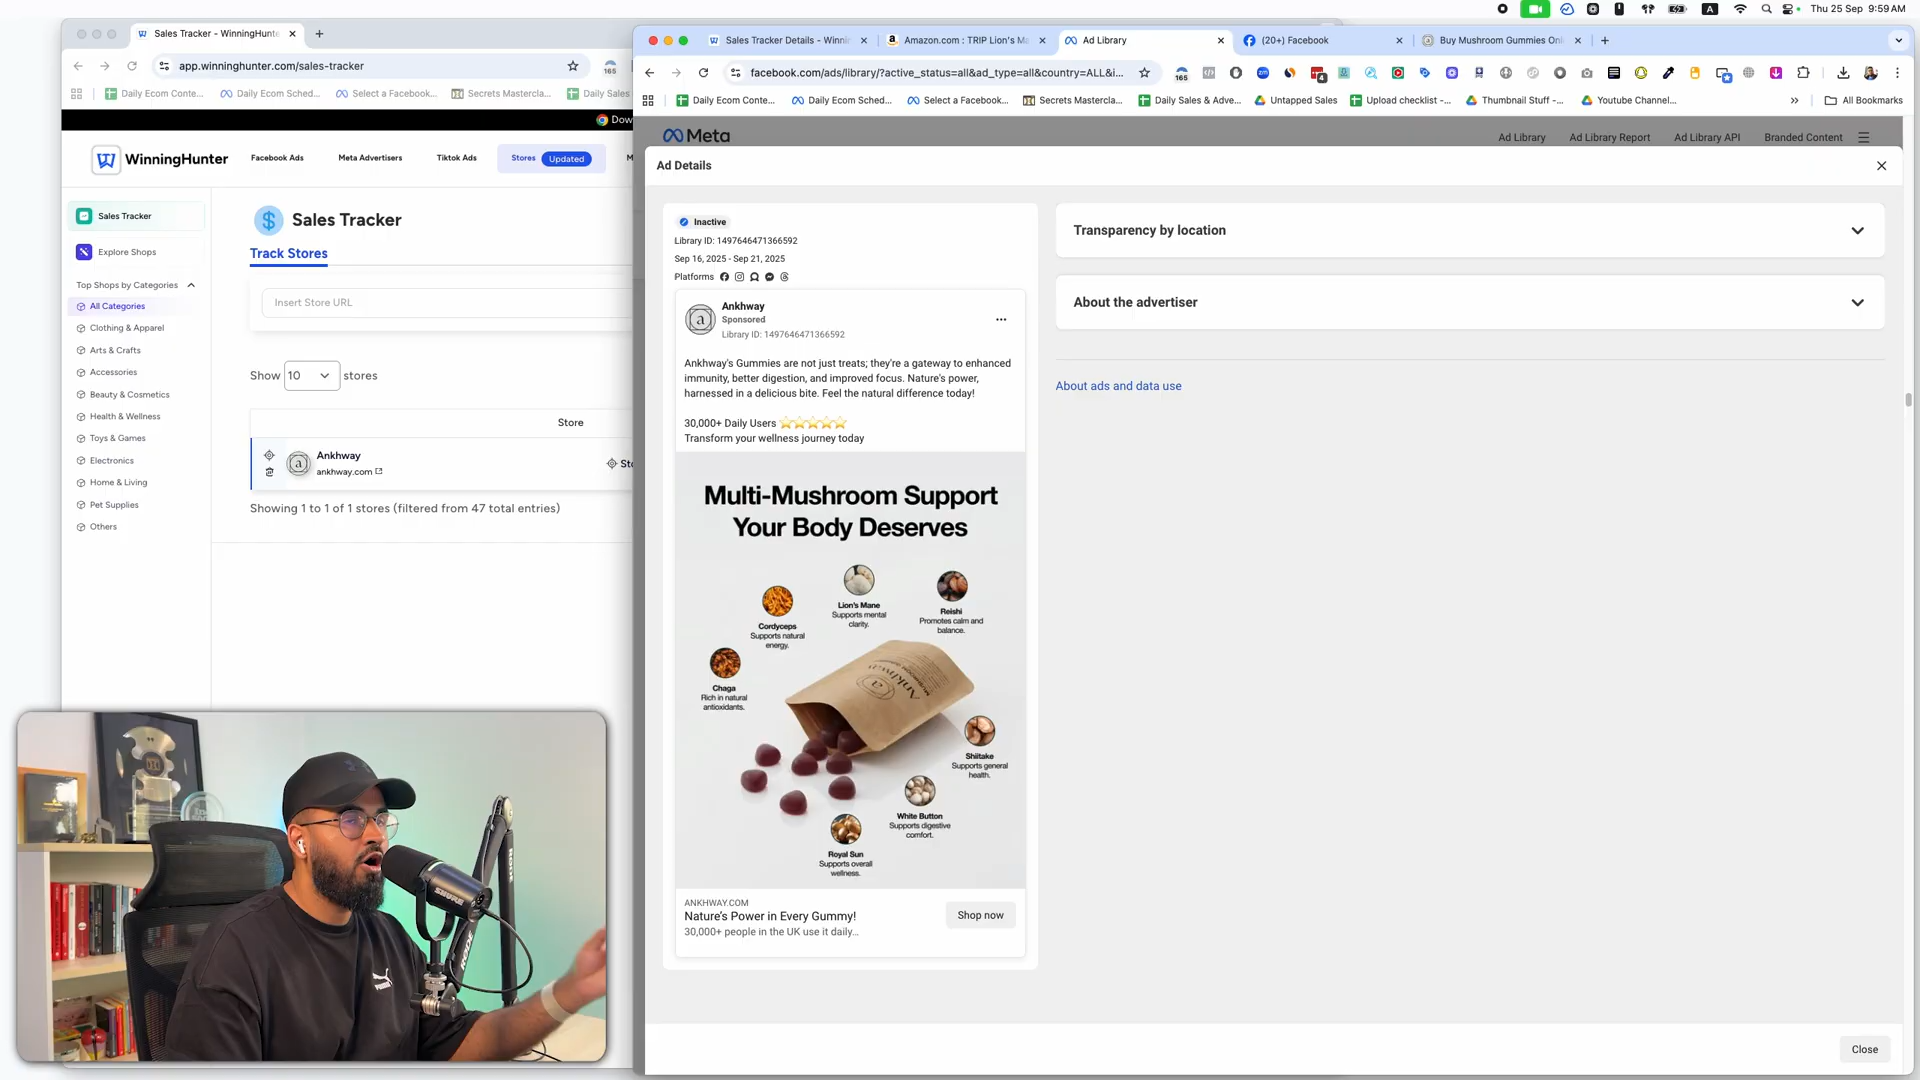 Thu 25 Sep 9:59 AM
Sales Tracker - WinningHunte
app.winninghunter.com/sales-tracker
165
Daily Ecom Conte...
Daily Ecom Sched...
Select a Facebook...
Secrets Mastercla...
Daily Sales
Dow
WinningHunter
Facebook Ads
Meta Advertisers
Tiktok Ads
Stores
Updated
M
Sales Tracker
Explore Shops
Top Shops by Categories
All Categories
Clothing & Apparel
Arts & Crafts
Accessories
Beauty & Cosmetics
Health & Wellness
Toys & Games
Electronics
Home & Living
Pet Supplies
Others
Sales Tracker
Track Stores
Insert Store URL
Show 10 stores
Store
Ankhway
ankhway.com
Sto
Showing 1 to 1 of 1 stores (filtered from 47 total entries)
Sales Tracker Details - Winnin
Amazon.com : TRIP Lion's Ma
Ad Library
(20+) Facebook
Buy Mushroom Gummies Onli
facebook.com/ads/library/?active_status=all&ad_type=all&country=ALL&i...
165
4
Daily Ecom Conte...
Daily Ecom Sched...
Select a Facebook...
Secrets Mastercla...
Daily Sales & Adve...
Untapped Sales
Upload checklist -...
Thumbnail Stuff -...
Youtube Channel...
All Bookmarks
Meta
Ad Library
Ad Library Report
Ad Library API
Branded Content
Ad Details
Inactive
Library ID: 1497646471366592
Sep 16, 2025 - Sep 21, 2025
Platforms
Ankhway
Sponsored
Library ID: 1497646471366592
Ankhway's Gummies are not just treats; they're a gateway to enhanced
immunity, better digestion, and improved focus. Nature's power,
harnessed in a delicious bite. Feel the natural difference today!
30,000+ Daily Users ⭐⭐⭐⭐⭐
Transform your wellness journey today
Multi-Mushroom Support
Your Body Deserves
Lion's Mane
Supports mental
clarity.
Reishi
Promotes calm and
balance.
Cordyceps
Supports natural
energy.
Chaga
Rich in natural
antioxidants.
Ankhway
Shiitake
Supports general
health.
White Button
Supports digestive
comfort.
Royal Sun
Supports overall
wellness.
ANKHWAY.COM
Nature's Power in Every Gummy!
30,000+ people in the UK use it daily...
Shop now
Transparency by location
About the advertiser
About ads and data use
Close
SHURE
RODE
PUMA